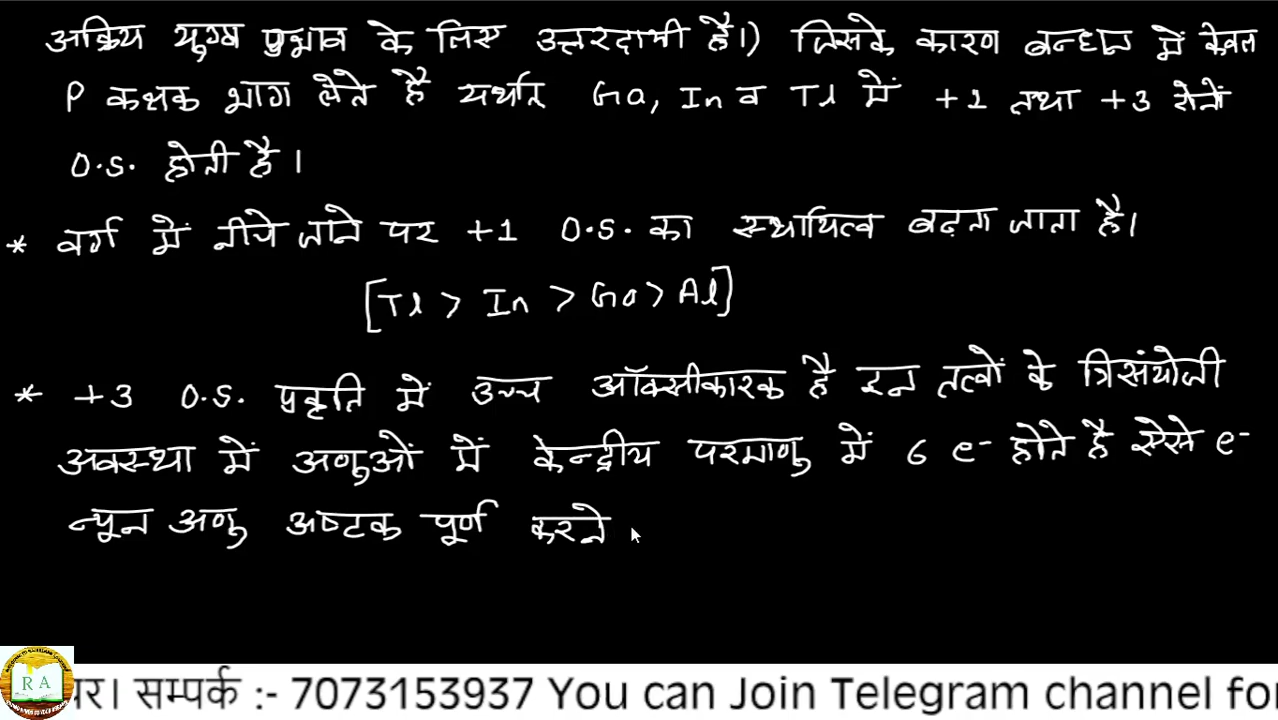 अक्रिय युग्म प्रभाव के लिए उत्तरदायी है।) जिसके कारण बन्धन में केवल
P कक्षक भाग लेते है अर्थात Ga, In व Tl में +1 तथा +3 दोनों
O.S. होती है।
* वर्ग में नीचे जाने पर +1 O.S. का स्थायित्व बढ़ता जाता है।
[Tl > In > Ga > Al]
* +3 O.S. प्रकृति में उच्च ऑक्सीकारक है इन तत्वों के त्रिसंयोजी
अवस्था में अणुओं में केन्द्रीय परमाणु में 6 e⁻ होते है ऐसे e⁻
न्यून अणु अष्टक पूर्ण करने
R A
सम्पर्क :- 7073153937 You can Join Telegram channel for